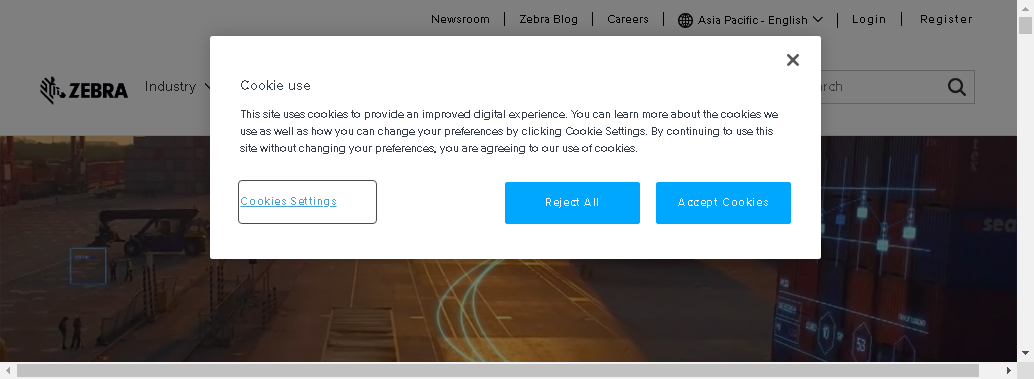 Newsroom
Zebra Blog
Careers
Asia Pacific - English
Login
Register
ZEBRA
Industry
rch
Cookie use
This site uses cookies to provide an improved digital experience. You can learn more about the cookies we
use as well as how you can change your preferences by clicking Cookie Settings. By continuing to use this
site without changing your preferences, you are agreeing to our use of cookies.
Cookies Settings
Reject All
Accept Cookies
sea
10
53